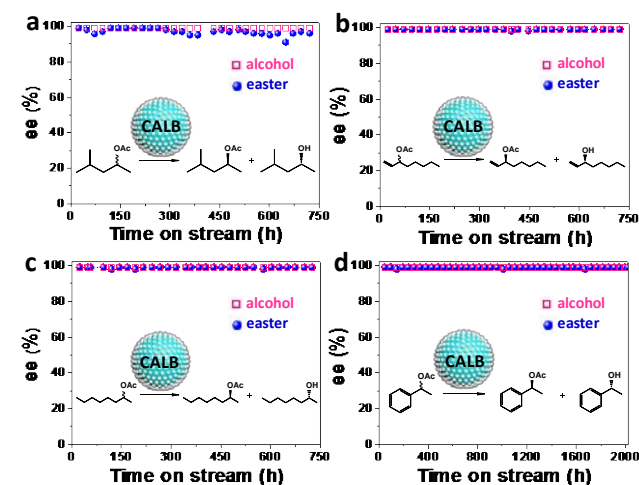 a
100
80
60
40
20
0
ee (%)
alcohol
easter
CALB
OAc
OAc
+
OH
0 150 300 450 600 750
Time on stream (h)
b
100
80
60
40
20
0
ee (%)
alcohol
easter
CALB
OAc
OAc
+
OH
0 150 300 450 600 750
Time on stream (h)
c
100
80
60
40
20
0
ee (%)
alcohol
easter
CALB
OAc
OAc
+
OH
0 150 300 450 600 750
Time on stream (h)
d
100
80
60
40
20
0
ee (%)
alcohol
easter
CALB
OAc
OAc
+
OH
0 400 800 1200 1600 2000
Time on stream (h)